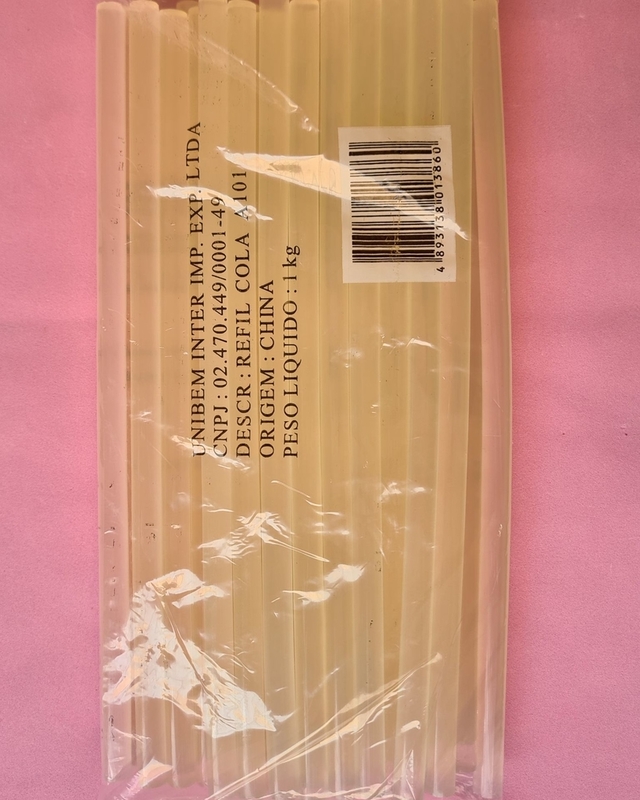 UNIBEM INTER IMP. EXP. LTDA
CNPJ : 02.470.449/0001-49
DESCR : REFIL COLA A101
ORIGEM : CHINA
PESO LIQUIDO : 1 kg
4 893738 013860